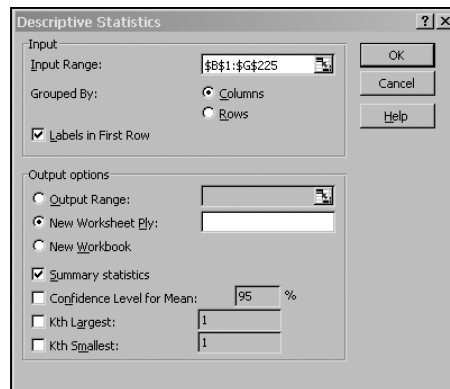 Descriptive Statistics
Input
Input Range: $B$1:$G$225
Grouped By: Columns
Rows
Labels in First Row
OK
Cancel
Help
Output options
Output Range:
New Worksheet Ply:
New Workbook
Summary statistics
Confidence Level for Mean: 95 %
Kth Largest: 1
Kth Smallest: 1